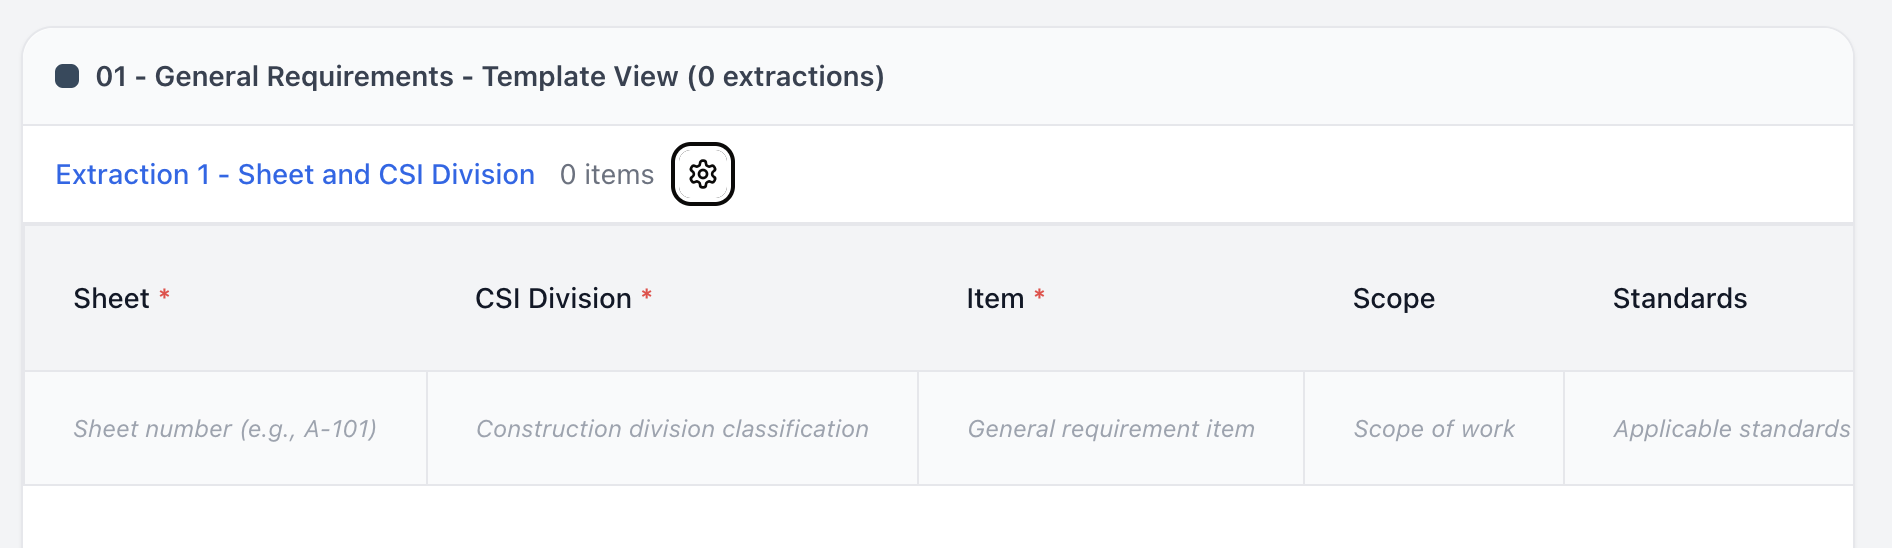 01 - General Requirements - Template View (0 extractions)
Extraction 1 - Sheet and CSI Division 0 items
Sheet * CSI Division * Item * Scope Standards
Sheet number (e.g., A-101) Construction division classification General requirement item Scope of work Applicable standards